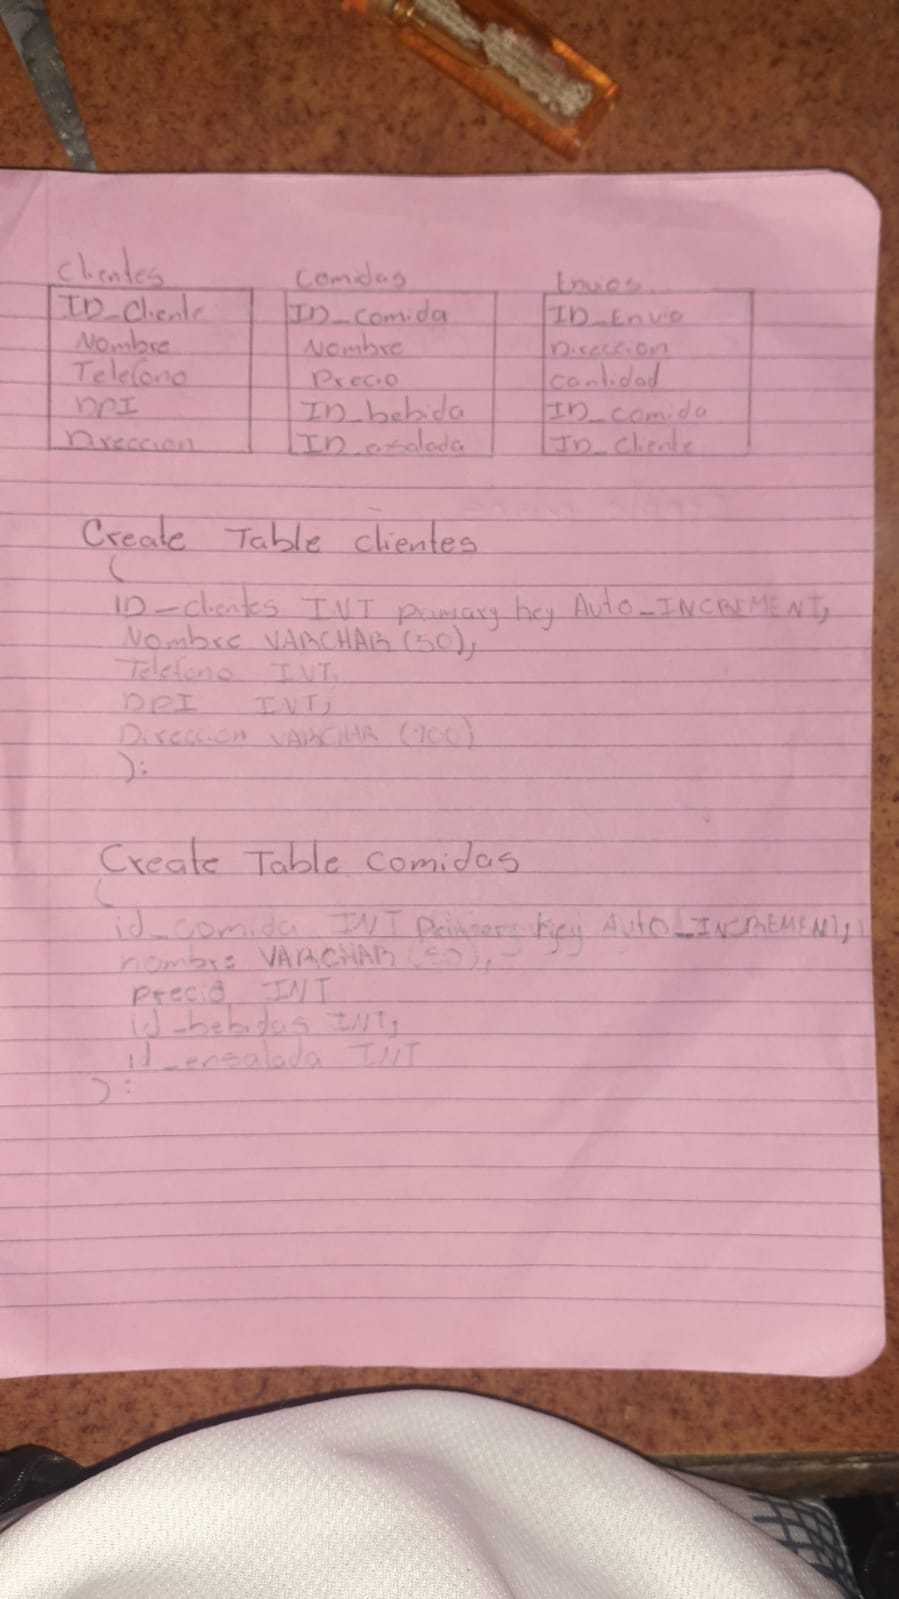 Clientes
ID_Cliente
Nombre
Telefono
DPI
Direccion
Comidas
ID_Comida
Nombre
Precio
ID_bebida
ID_ensalada
Envios
ID_Envio
Direccion
cantidad
ID_Comida
ID_Cliente
Create Table clientes
(
ID_clientes INT primary key Auto_INCREMENT,
Nombre VARCHAR (50),
Telefono INT,
DPI INT,
Direccion VARCHAR (100)
);
Create Table Comidas
(
id_comida INT Primary key Auto_INCREMENT,
nombre VARCHAR (50),
precio INT
id_bebidas INT,
id_ensalada INT
);